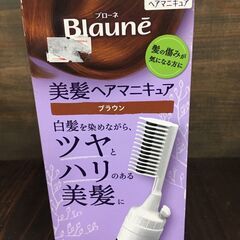 ヘアマニキュア
ブローネ
Blauné
髪の傷みが
気になる方に
美髪ヘアマニキュア
ブラウン
白髪を染めながら、
ツヤと
ハリのある
美髪に